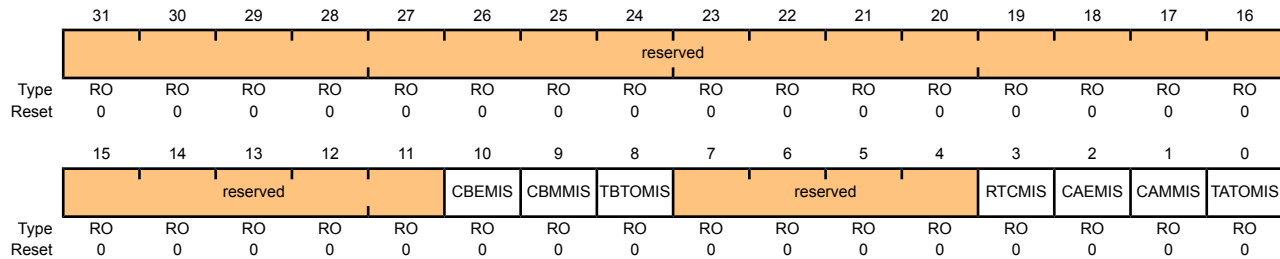 31 30 29 28 27 26 25 24 23 22 21 20 19 18 17 16
reserved
Type RO RO RO RO RO RO RO RO RO RO RO RO RO RO RO RO
Reset 0 0 0 0 0 0 0 0 0 0 0 0 0 0 0 0
15 14 13 12 11 10 9 8 7 6 5 4 3 2 1 0
reserved CBEMIS CBMMIS TBTOMIS reserved RTCMIS CAEMIS CAMMIS TATOMIS
Type RO RO RO RO RO RO RO RO RO RO RO RO RO RO RO RO
Reset 0 0 0 0 0 0 0 0 0 0 0 0 0 0 0 0